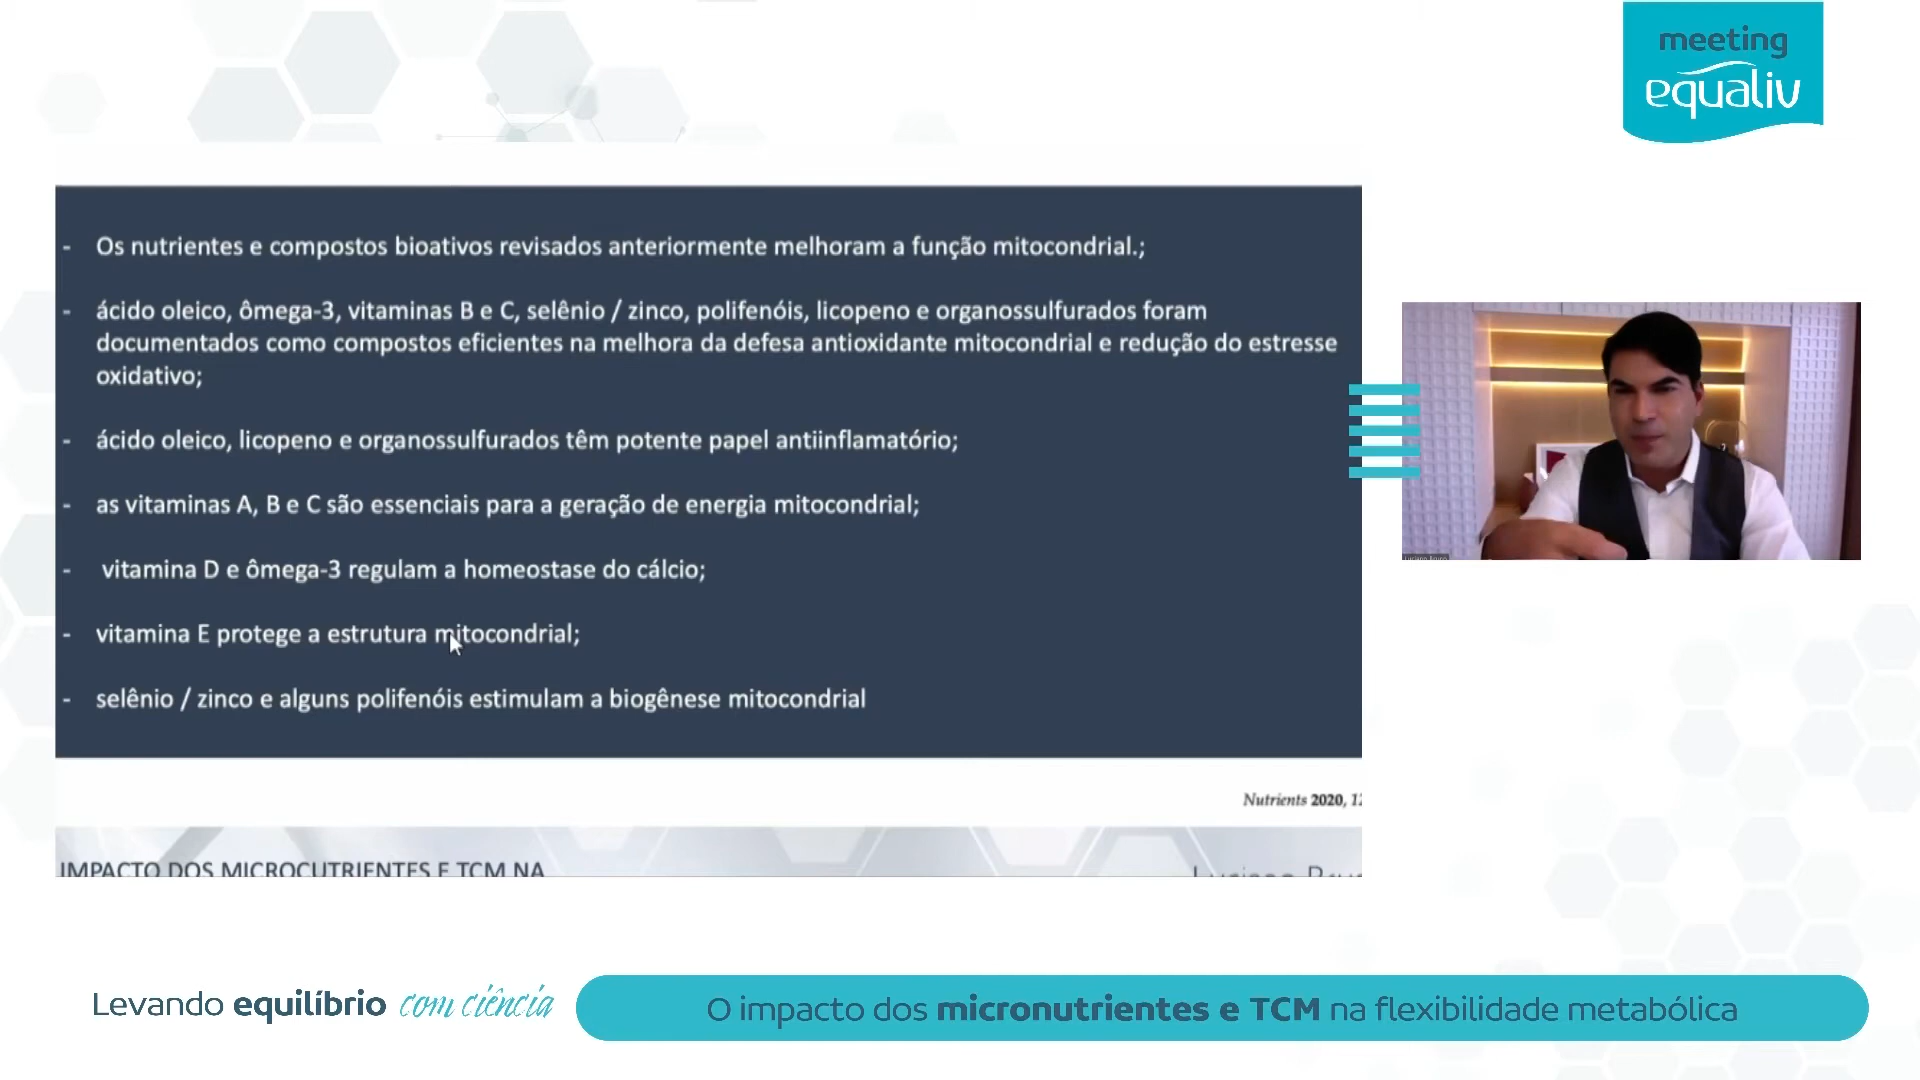 meeting
equaliv
- Os nutrientes e compostos bioativos revisados anteriormente melhoram a função mitocondrial.;
- ácido oleico, ômega-3, vitaminas B e C, selênio / zinco, polifenóis, licopeno e organossulfurados foram
documentados como compostos eficientes na melhora da defesa antioxidante mitocondrial e redução do estresse
oxidativo;
- ácido oleico, licopeno e organossulfurados têm potente papel antiinflamatório;
- as vitaminas A, B e C são essenciais para a geração de energia mitocondrial;
- vitamina D e ômega-3 regulam a homeostase do cálcio;
- vitamina E protege a estrutura mitocondrial;
- selênio / zinco e alguns polifenóis estimulam a biogênese mitocondrial
Nutrients 2020,
IMPACTO DOS MICROCUTRIENTES E TCM NA
Luciano
Levando equilíbrio com ciência
O impacto dos micronutrientes e TCM na flexibilidade metabólica